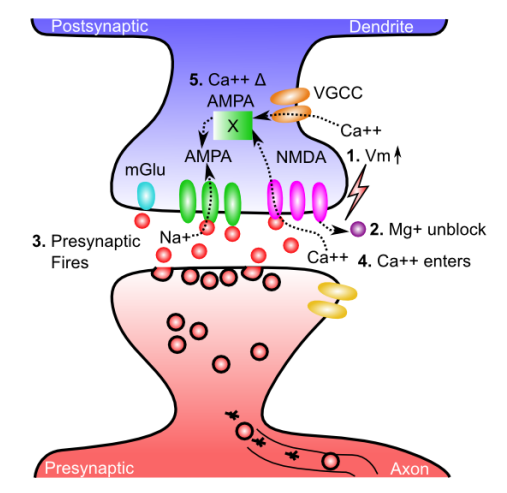 Postsynaptic
Dendrite
5. Ca++ Δ
AMPA
X
VGCC
Ca++
1. Vm
mGlu
AMPA
NMDA
2. Mg+ unblock
3. Presynaptic
Fires
Na+
Ca++
4. Ca++ enters
Presynaptic
Axon